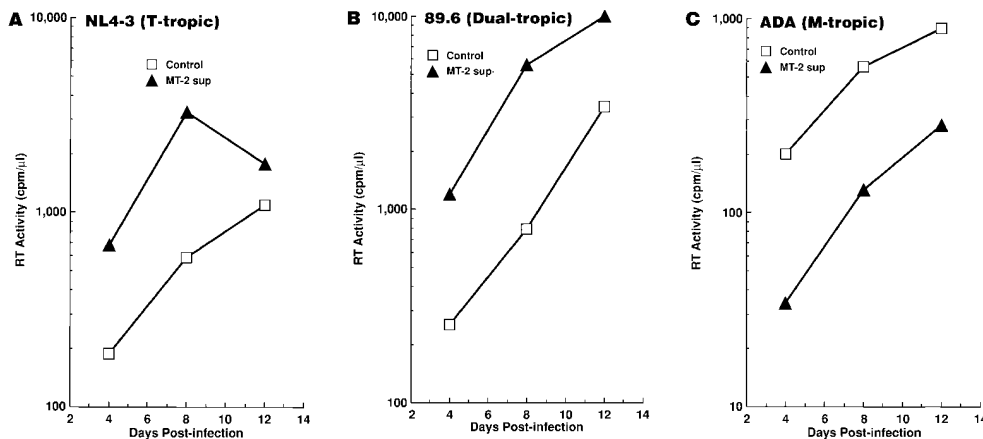 A NL4-3 (T-tropic)
10,000
Control
MT-2 sup
RT Activity (cpm/µl)
1,000
100
2 4 6 8 10 12 14
Days Post-infection
B 89.6 (Dual-tropic)
10,000
Control
MT-2 sup·
RT Activity (cpm/µl)
1,000
100
2 4 6 8 10 12 14
Days Post-infection
C ADA (M-tropic)
1,000
Control
MT-2 sup
RT Activity (cpm/µl)
100
10
2 4 6 8 10 12 14
Days Post-infection